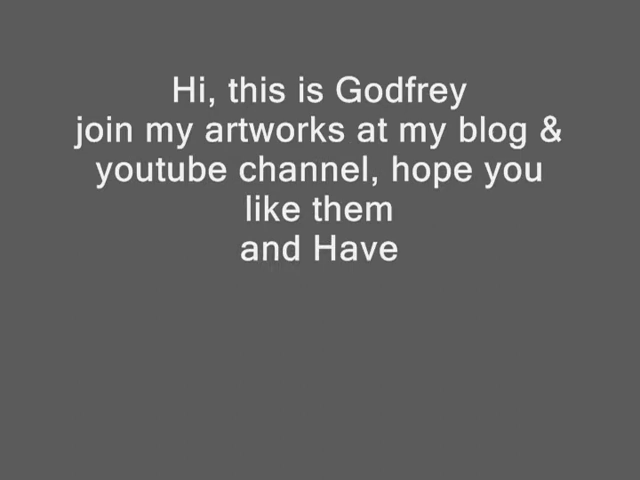 Hi, this is Godfrey
join my artworks at my blog &
youtube channel, hope you
like them
and Have